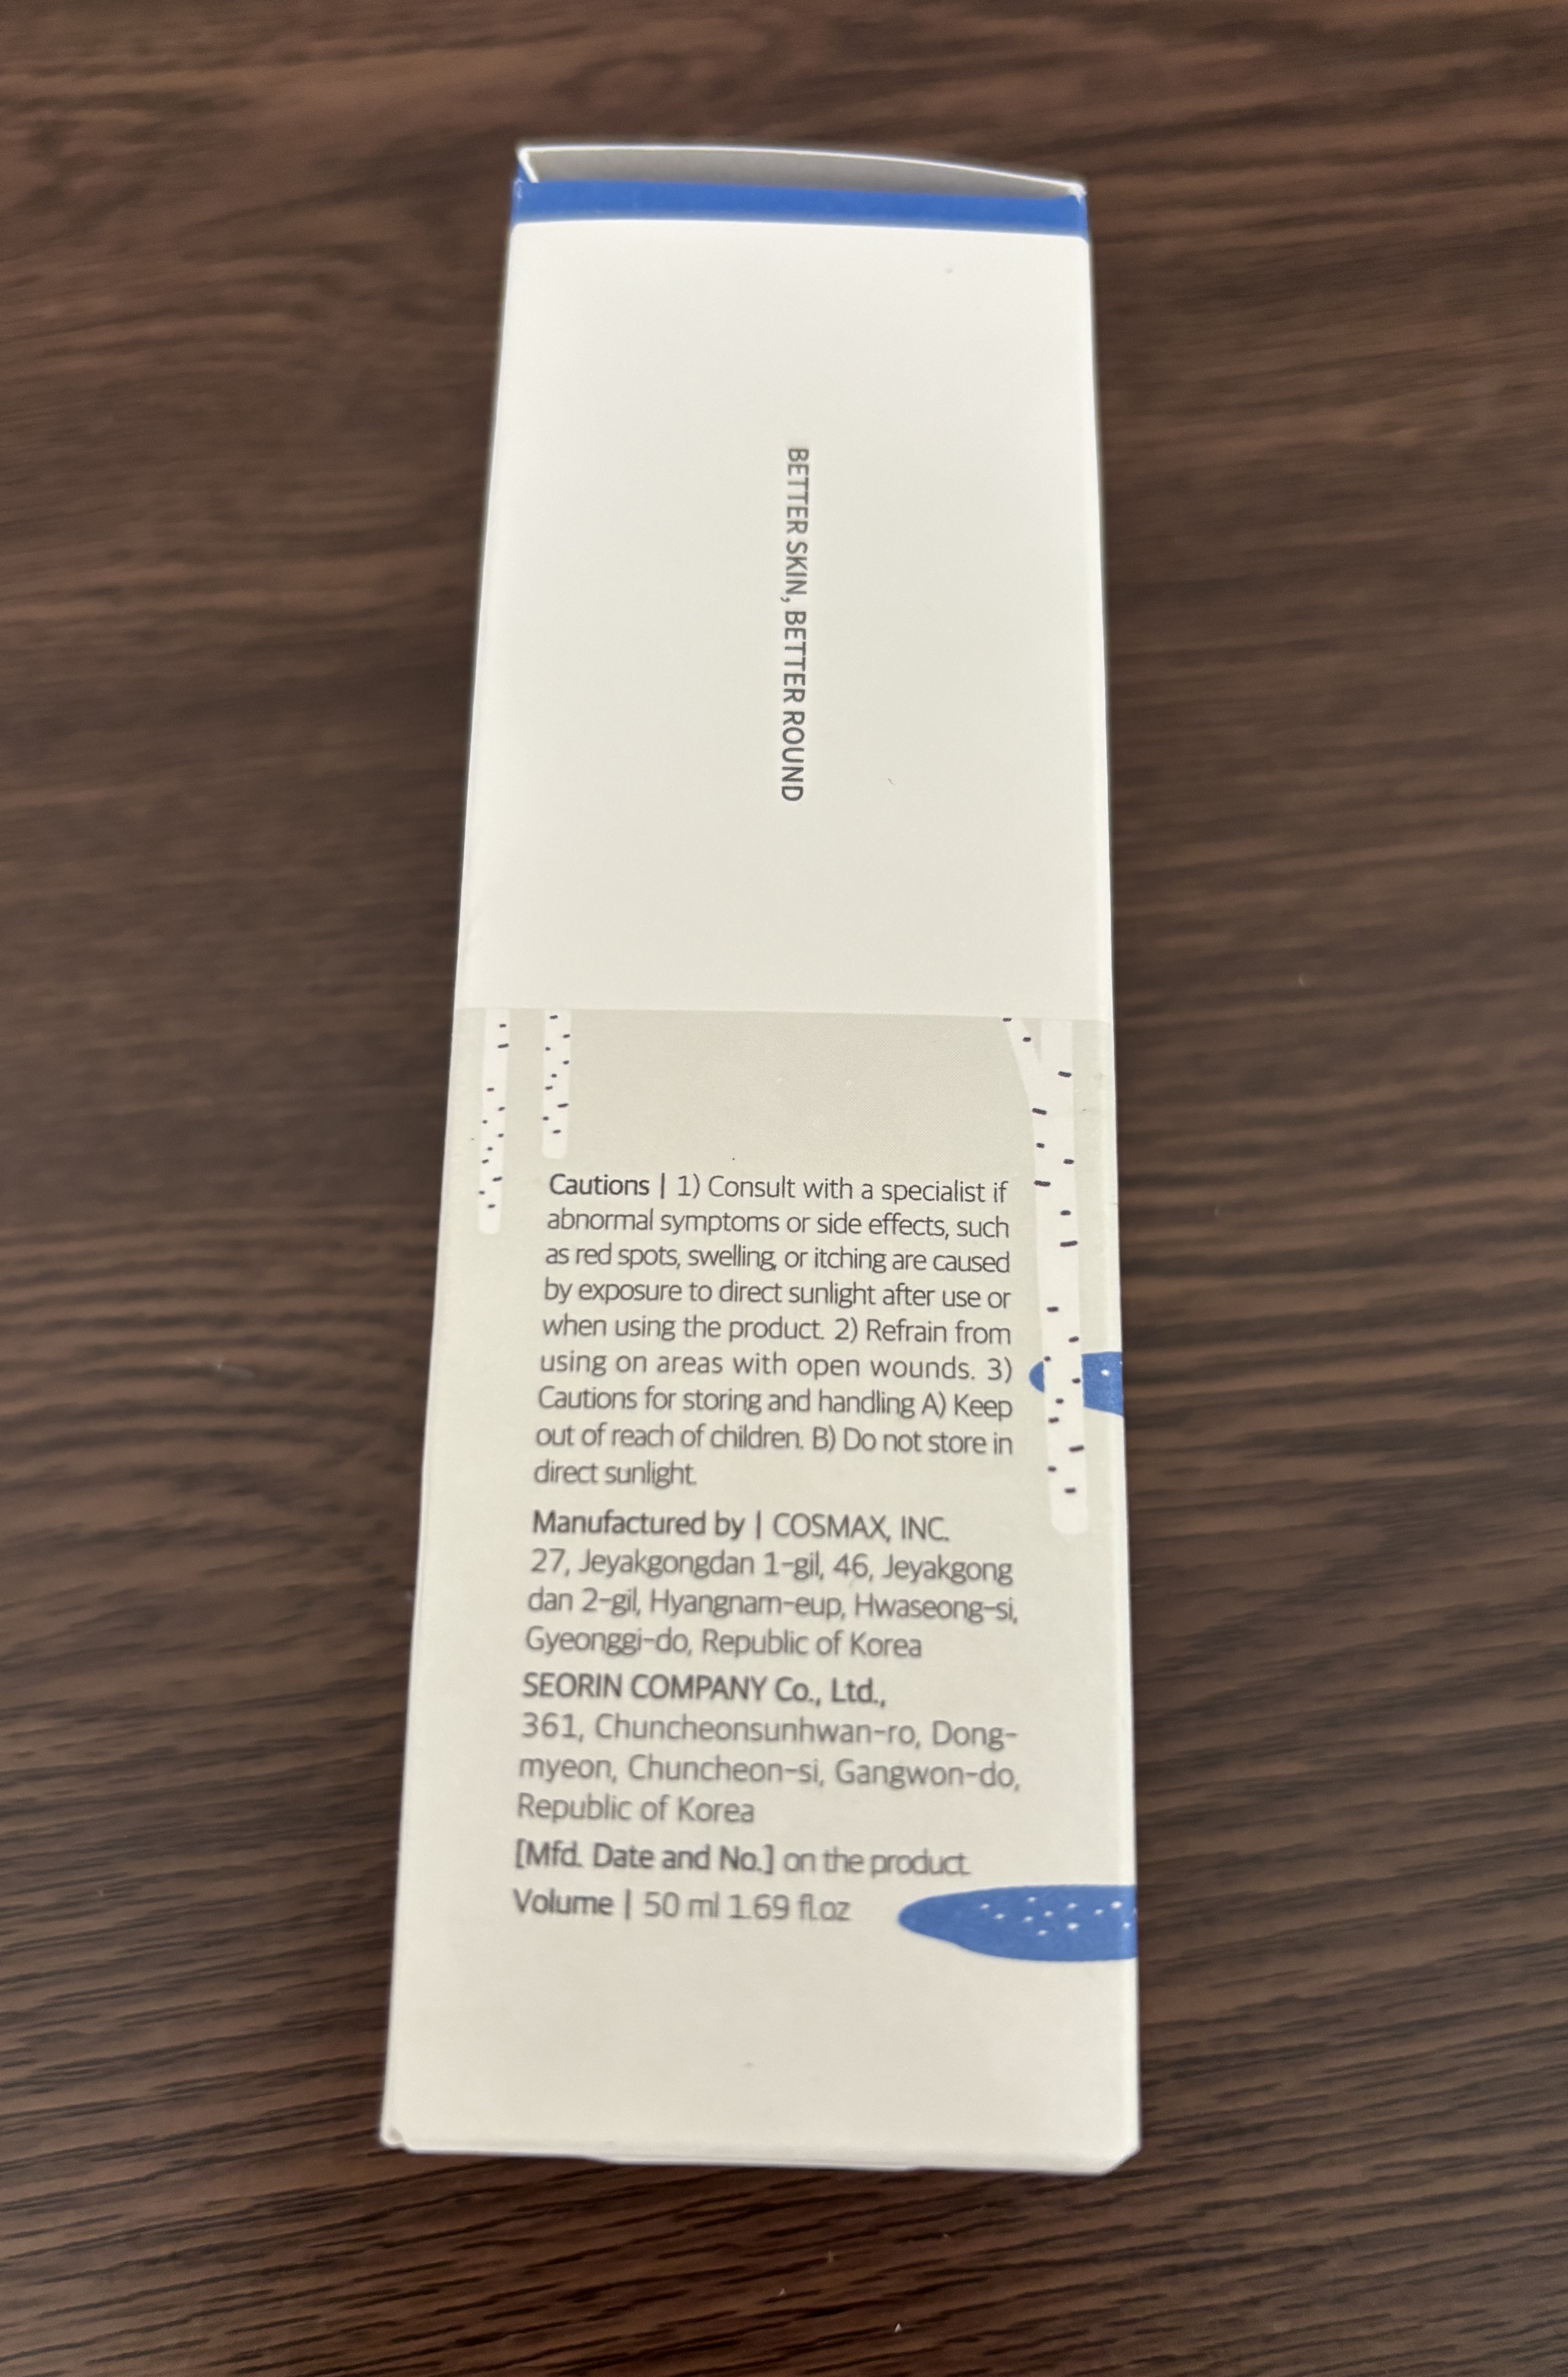 BETTER SKIN, BETTER ROUND
Cautions | 1) Consult with a specialist if
abnormal symptoms or side effects, such
as red spots, swelling, or itching are caused
by exposure to direct sunlight after use or
when using the product. 2) Refrain from
using on areas with open wounds. 3)
Cautions for storing and handling A) Keep
out of reach of children. B) Do not store in
direct sunlight.
Manufactured by | COSMAX, INC.
27, Jeyakgongdan 1-gil, 46, Jeyakgong
dan 2-gil, Hyangnam-eup, Hwaseong-si,
Gyeonggi-do, Republic of Korea
SEORIN COMPANY Co., Ltd.,
361, Chuncheonsunhwan-ro, Dong-
myeon, Chuncheon-si, Gangwon-do,
Republic of Korea
[Mfd. Date and No.] on the product
Volume | 50 ml 1.69 fl.oz